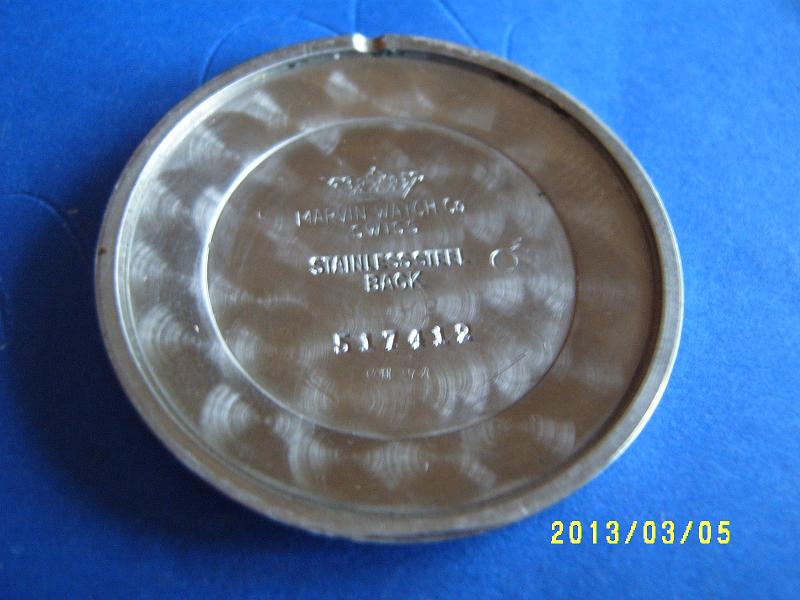 MARVIN WATCH Co
SWISS
STAINLESS STEEL
BACK
517412
2013/03/05